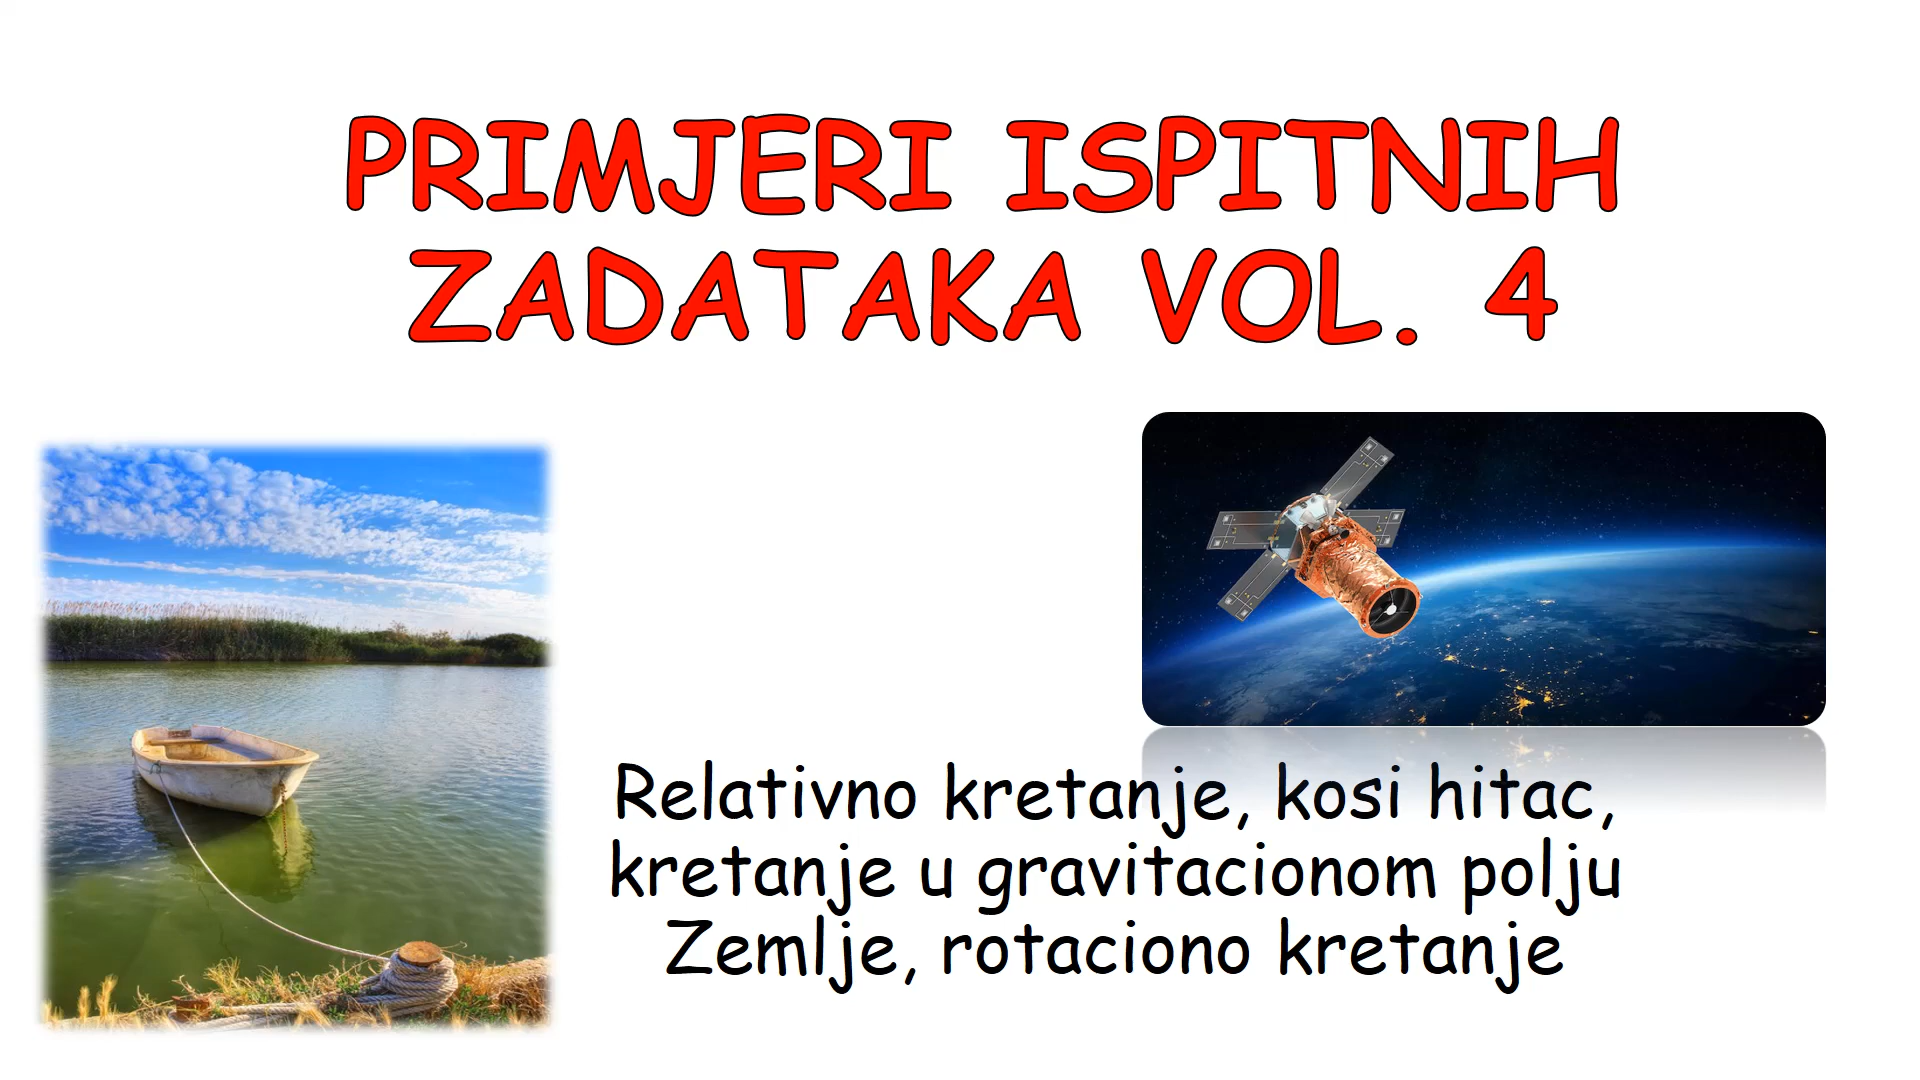 PRIMJERI ISPITNIH
ZADATAKA VOL. 4
Relativno kretanje, kosi hitac,
kretanje u gravitacionom polju
Zemlje, rotaciono kretanje